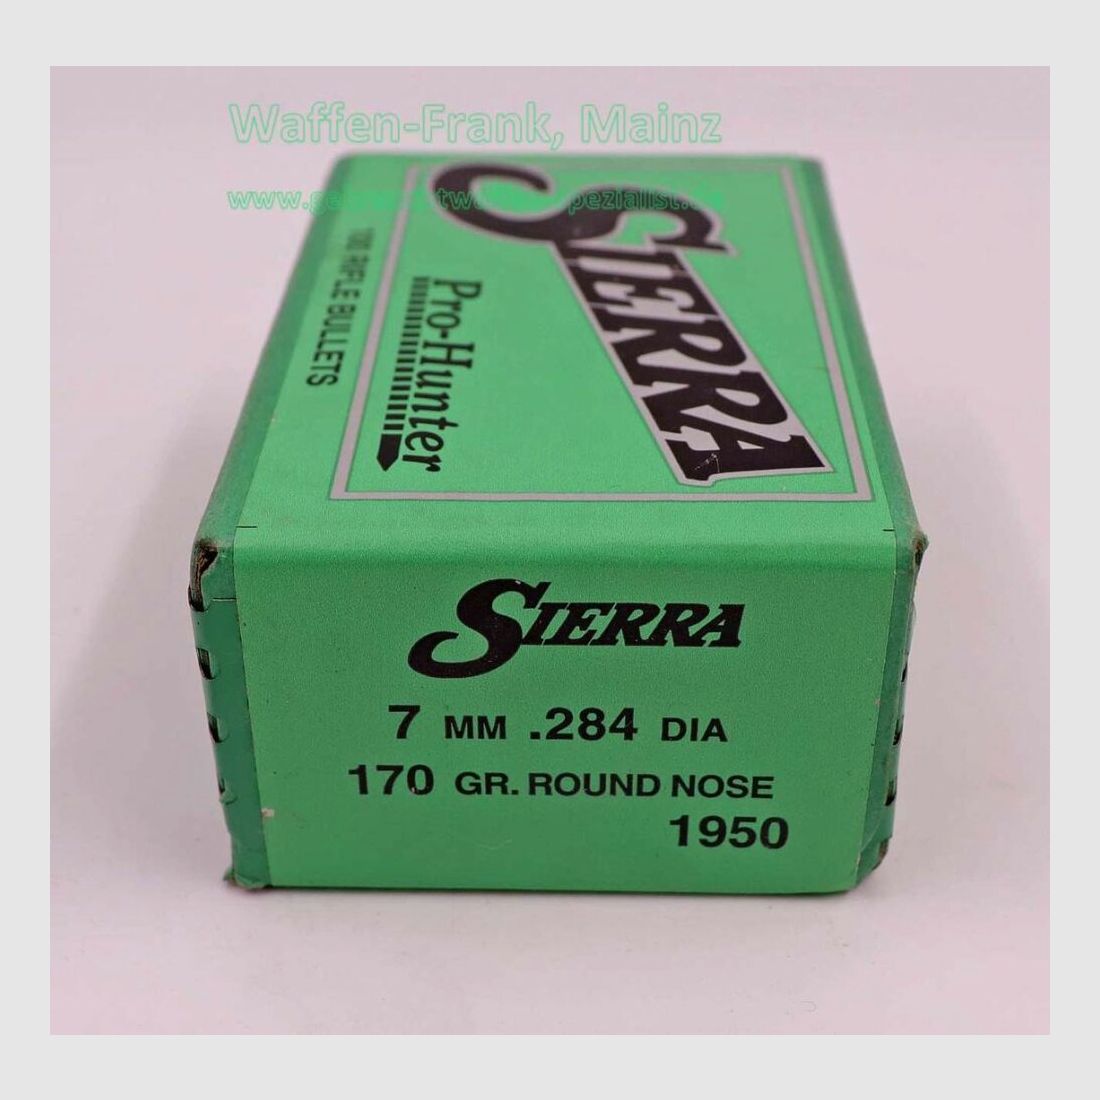 Waffen-Frank, Mainz
SIERRA
Pro-Hunter
100 RIFLE BULLETS
SIERRA
7 MM .284 DIA
170 GR. ROUND NOSE
1950